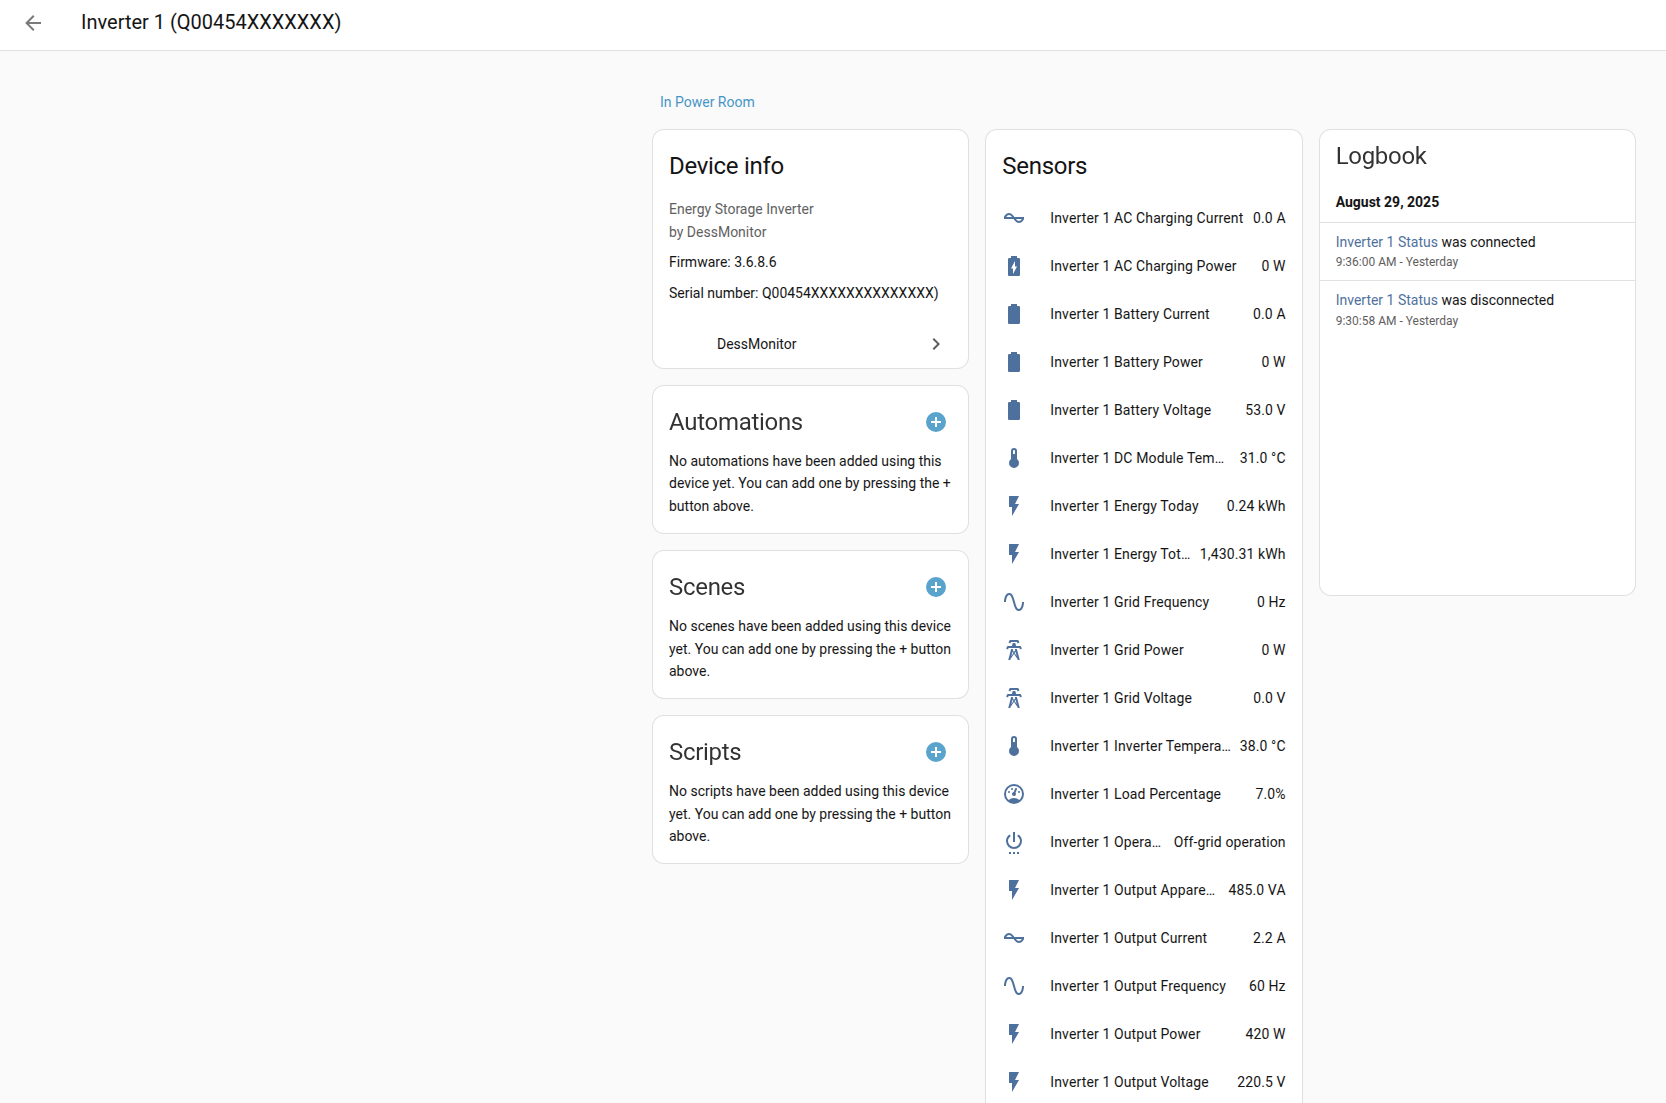 Inverter 1 (Q00454XXXXXXX)
In Power Room
Device info
Energy Storage Inverter
by DessMonitor
Firmware: 3.6.8.6
Serial number: Q00454XXXXXXXXXXXXXX)
DessMonitor
Automations
No automations have been added using this
device yet. You can add one by pressing the +
button above.
Scenes
No scenes have been added using this device
yet. You can add one by pressing the + button
above.
Scripts
No scripts have been added using this device
yet. You can add one by pressing the + button
above.
Sensors
Inverter 1 AC Charging Current 0.0 A
Inverter 1 AC Charging Power 0 W
Inverter 1 Battery Current 0.0 A
Inverter 1 Battery Power 0 W
Inverter 1 Battery Voltage 53.0 V
Inverter 1 DC Module Tem... 31.0 °C
Inverter 1 Energy Today 0.24 kWh
Inverter 1 Energy Tot... 1,430.31 kWh
Inverter 1 Grid Frequency 0 Hz
Inverter 1 Grid Power 0 W
Inverter 1 Grid Voltage 0.0 V
Inverter 1 Inverter Tempera... 38.0 °C
Inverter 1 Load Percentage 7.0%
Inverter 1 Opera... Off-grid operation
Inverter 1 Output Appare... 485.0 VA
Inverter 1 Output Current 2.2 A
Inverter 1 Output Frequency 60 Hz
Inverter 1 Output Power 420 W
Inverter 1 Output Voltage 220.5 V
Logbook
August 29, 2025
Inverter 1 Status was connected
9:36:00 AM - Yesterday
Inverter 1 Status was disconnected
9:30:58 AM - Yesterday